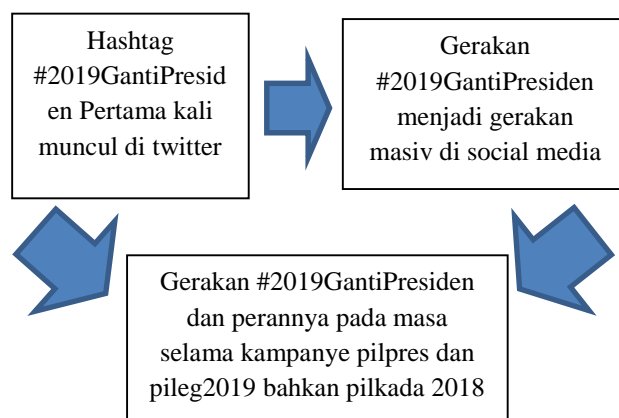 Hashtag
#2019GantiPresid
en Pertama kali
muncul di twitter
Gerakan
#2019GantiPresiden
menjadi gerakan
masiv di social media
Gerakan #2019GantiPresiden
dan perannya pada masa
selama kampanye pilpres dan
pileg2019 bahkan pilkada 2018